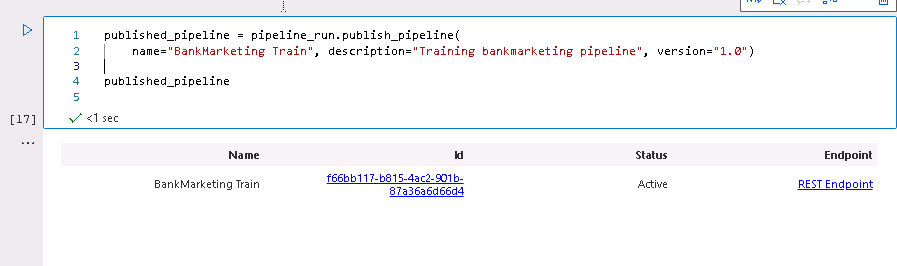 1 published_pipeline = pipeline_run.publish_pipeline(
2 name="BankMarketing Train", description="Training bankmarketing pipeline", version="1.0")
3
4 published_pipeline
5
[17]
<1 sec
...
Name Id Status Endpoint
BankMarketing Train f66bb117-b815-4ac2-901b- Active REST Endpoint
87a36a6d66d4